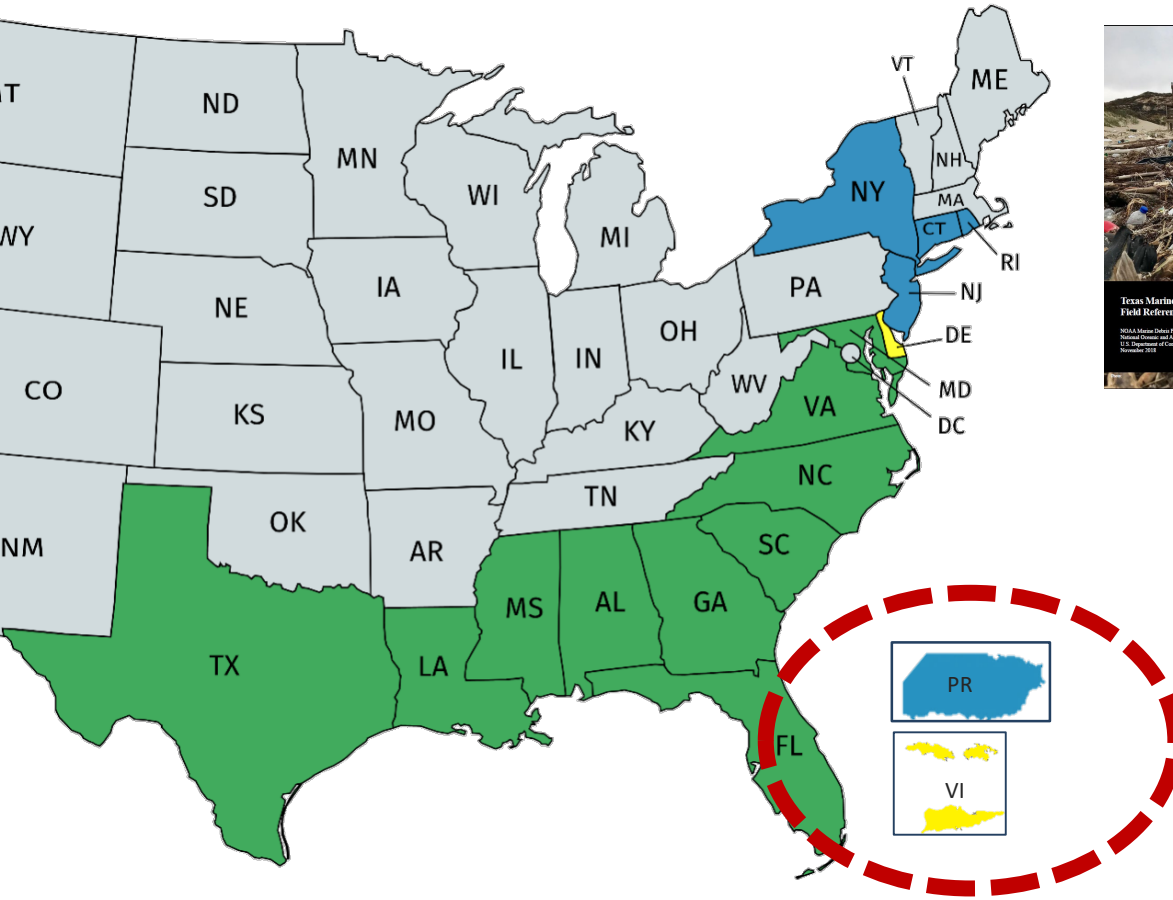 VT
ME
T
ND
MN
NH
WI
SD
NY
MA
WY
CT
MI
RI
IA
PA
NJ
NE
OH
DE
IL
IN
CO
WV
MD
KS
VA
MO
DC
KY
NC
TN
OK
NM
AR
SC
MS
AL
GA
TX
LA
PR
FL
VI
Texas Marine
Field Referen
NOAA Marine Debris
National Oceanic and A
U.S. Department of Co
November 2018